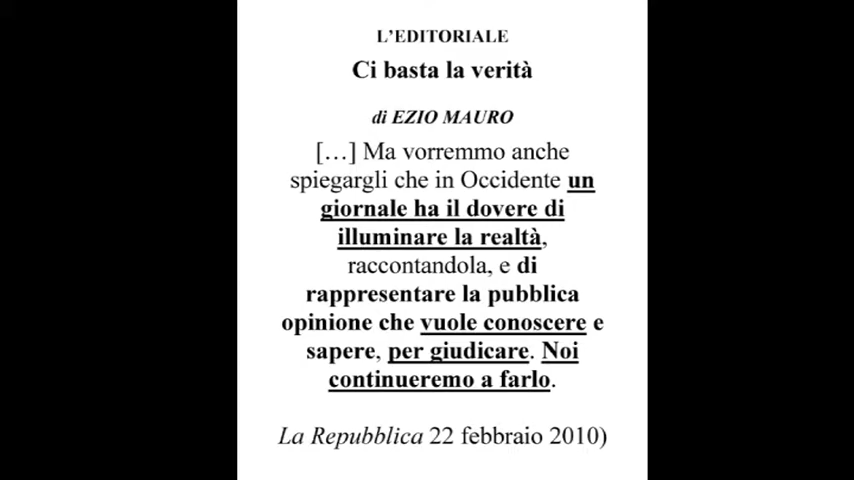 L'EDITORIALE
Ci basta la verità
di EZIO MAURO
[…] Ma vorremmo anche
spiegargli che in Occidente un
giornale ha il dovere di
illuminare la realtà,
raccontandola, e di
rappresentare la pubblica
opinione che vuole conoscere e
sapere, per giudicare. Noi
continueremo a farlo.
La Repubblica 22 febbraio 2010)